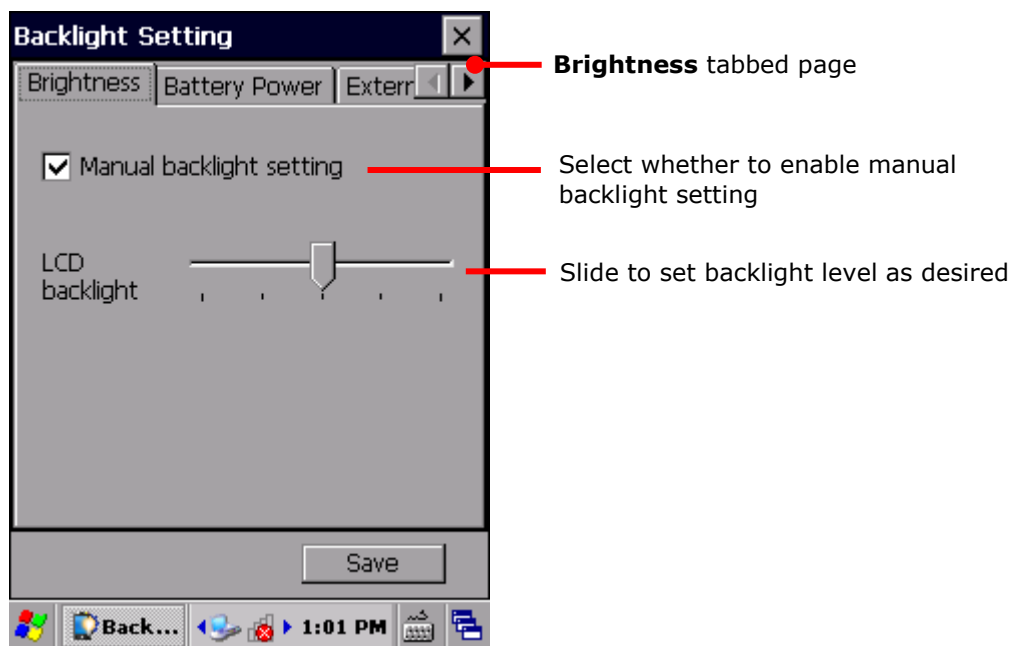 Backlight Setting
Brightness tabbed page
Brightness Battery Power Exterr
Manual backlight setting
Select whether to enable manual
backlight setting
LCD
backlight
Slide to set backlight level as desired
Save
Back... 1:01 PM